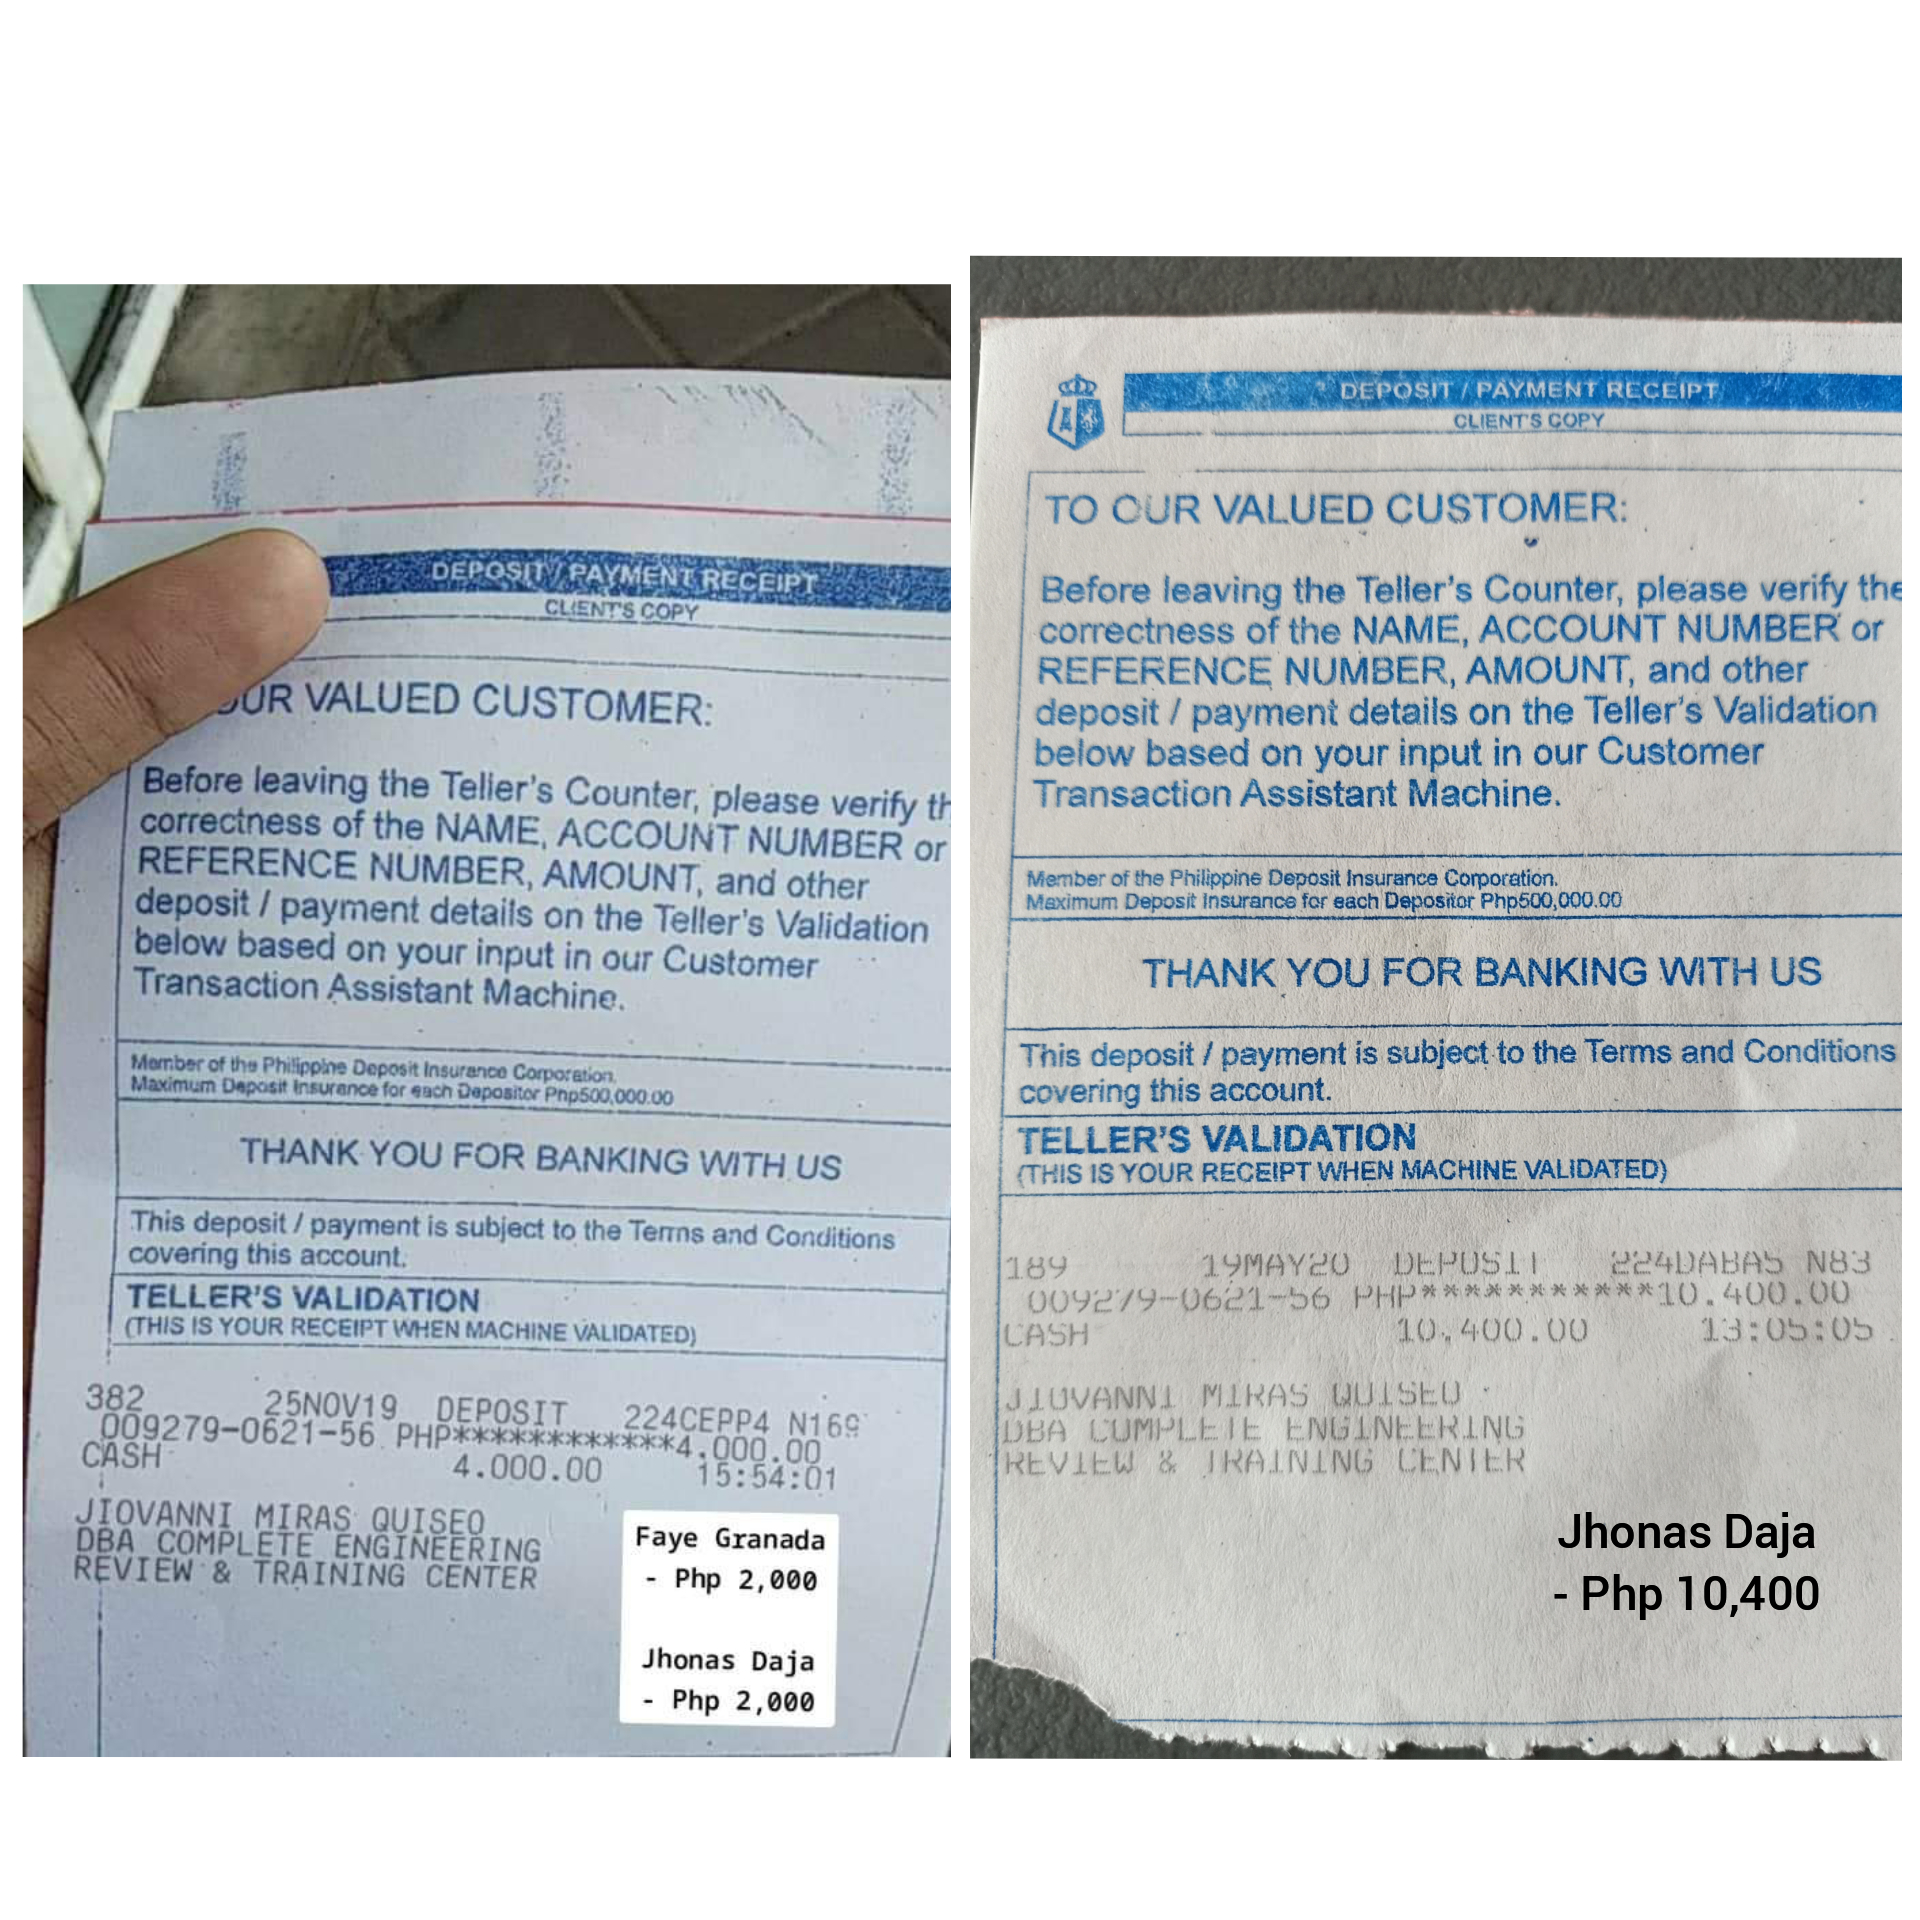 DEPOSIT / PAYMENT RECEIPT
CLIENT'S COPY
OUR VALUED CUSTOMER:
Before leaving the Teller's Counter, please verify th
correctness of the NAME, ACCOUNT NUMBER or
REFERENCE NUMBER, AMOUNT, and other
deposit / payment details on the Teller's Validation
below based on your input in our Customer
Transaction Assistant Machine.
Member of the Philippine Deposit Insurance Corporation.
Maximum Deposit Insurance for each Depositor Php500,000.00
THANK YOU FOR BANKING WITH US
This deposit / payment is subject to the Terms and Conditions
covering this account.
TELLER'S VALIDATION
(THIS IS YOUR RECEIPT WHEN MACHINE VALIDATED)
382 25NOV19 DEPOSIT 224CEPP4 N169
009279-0621-56 PHP************4.000.00
CASH 4.000.00 15:54:01
JIOVANNI MIRAS QUISEO
DBA COMPLETE ENGINEERING
REVIEW & TRAINING CENTER
Faye Granada
- Php 2,000
Jhonas Daja
- Php 2,000
DEPOSIT / PAYMENT RECEIPT
CLIENT'S COPY
TO OUR VALUED CUSTOMER:
Before leaving the Teller's Counter, please verify the
correctness of the NAME, ACCOUNT NUMBER or
REFERENCE NUMBER, AMOUNT, and other
deposit / payment details on the Teller's Validation
below based on your input in our Customer
Transaction Assistant Machine.
Member of the Philippine Deposit Insurance Corporation.
Maximum Deposit Insurance for each Depositor Php500,000.00
THANK YOU FOR BANKING WITH US
This deposit / payment is subject to the Terms and Conditions
covering this account.
TELLER'S VALIDATION
(THIS IS YOUR RECEIPT WHEN MACHINE VALIDATED)
189 19MAY20 DEPOSIT 224DABA5 N83
009279-0621-56 PHP***********10.400.00
CASH 10.400.00 13:05:05
JIOVANNI MIRAS QUISEO
DBA COMPLETE ENGINEERING
REVIEW & TRAINING CENTER
Jhonas Daja
- Php 10,400